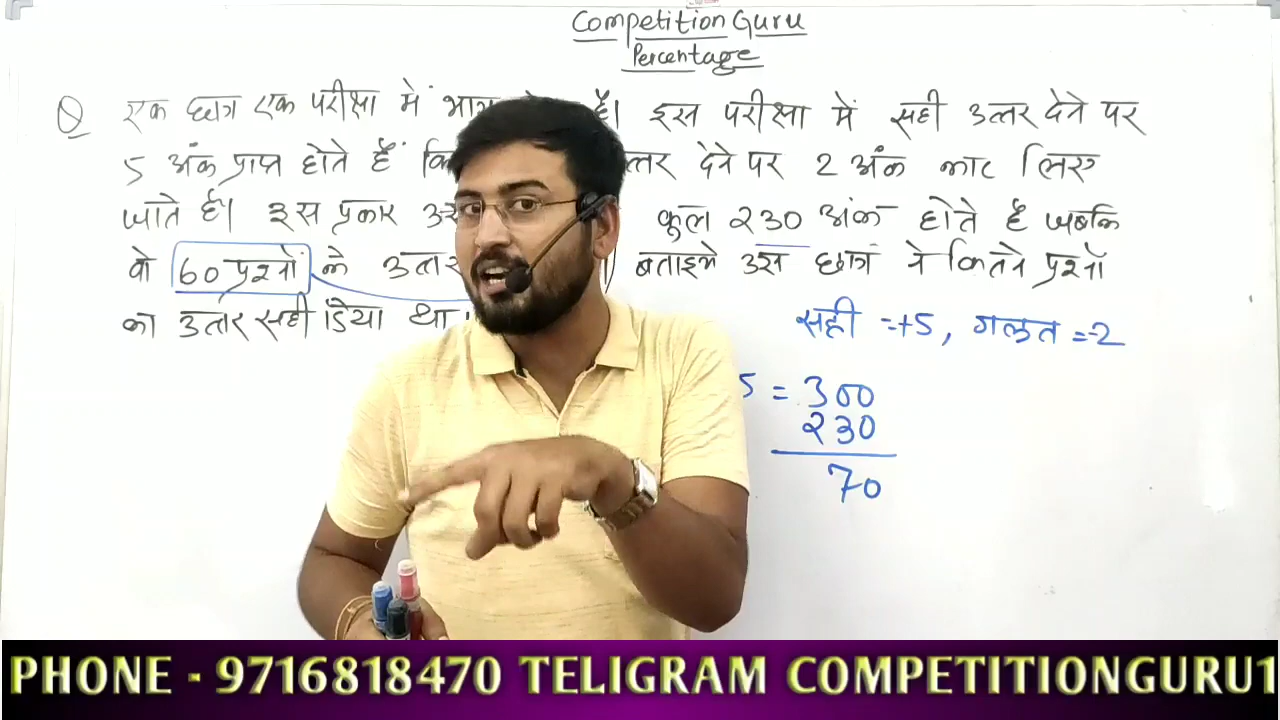 Competition Guru
Percentage
Q एक छात्र एक परीक्षा में है। इस परीक्षा में सही उत्तर देने पर
5 अंक प्राप्त होते हैं देने पर 2 अंक काट लिए
जाते हैं। इस प्रकार कुल 230 अंक होते है जबकि
वो 60 प्रश्नों के उत्तर बताइये उस छात्र ने कितने प्रश्नों
का उत्तर सही दिया था।
सही =+5, गलत =-2
5 = 300
230
70
PHONE - 9716818470 TELIGRAM COMPETITIONGURU1